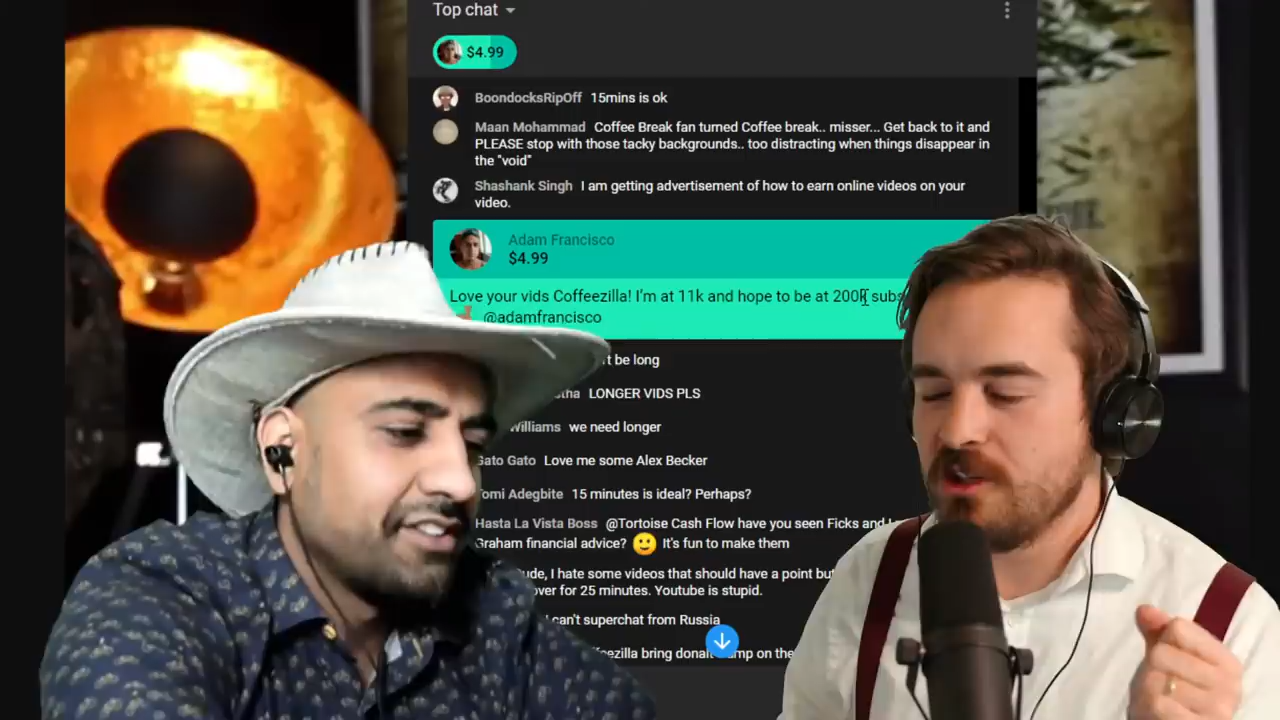 Top chat
$4.99
BoondocksRipOff 15mins is ok
Maan Mohammad Coffee Break fan turned Coffee break.. misser... Get back to it and
PLEASE stop with those tacky backgrounds.. too distracting when things disappear in
the "void"
Shashank Singh I am getting advertisement of how to earn online videos on your
video.
Adam Francisco
$4.99
Love your vids Coffeezilla! I'm at 11k and hope to be at 200k subs
@adamfrancisco
be long
LONGER VIDS PLS
Williams we need longer
Gato Gato Love me some Alex Becker
Tomi Adegbite 15 minutes is ideal? Perhaps?
Hasta La Vista Boss @Tortoise Cash Flow have you seen Ficks and
Graham financial advice? 🙂 It's fun to make them
I hate some videos that should have a point but
over for 25 minutes. Youtube is stupid.
can't superchat from Russia
bring on the